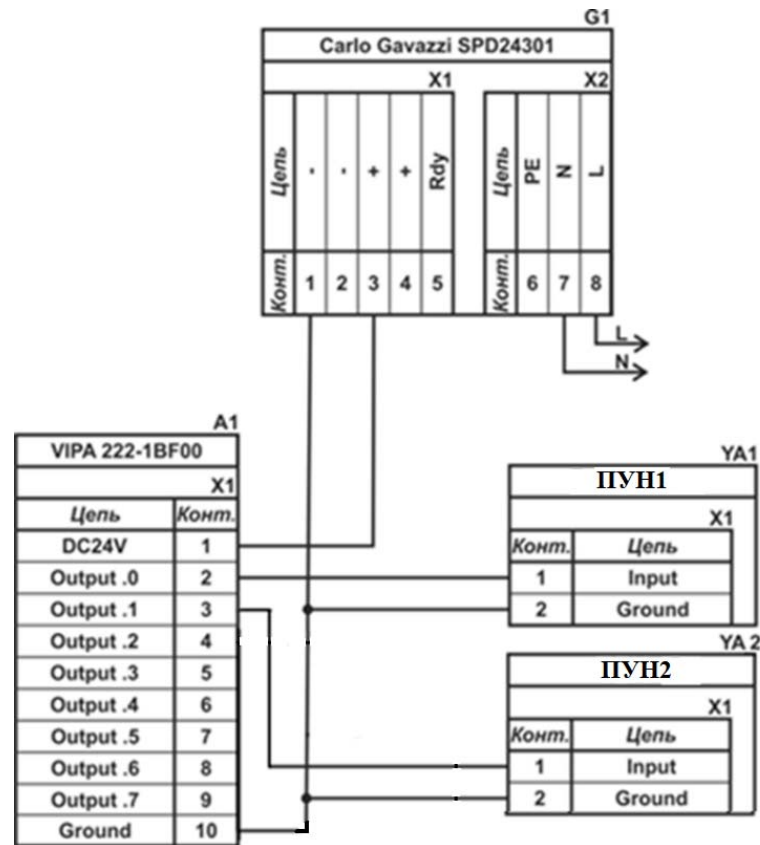 G1
Carlo Gavazzi SPD24301
X1 X2
Цепь - - + + Rdy Цепь PE N L
Конт. 1 2 3 4 5 Конт. 6 7 8
L
N
A1
VIPA 222-1BF00
X1
Цепь Конт.
DC24V 1
Output .0 2
Output .1 3
Output .2 4
Output .3 5
Output .4 6
Output .5 7
Output .6 8
Output .7 9
Ground 10
YA1
ПУН1
X1
Конт. Цепь
1 Input
2 Ground
YA 2
ПУН2
X1
Конт. Цепь
1 Input
2 Ground